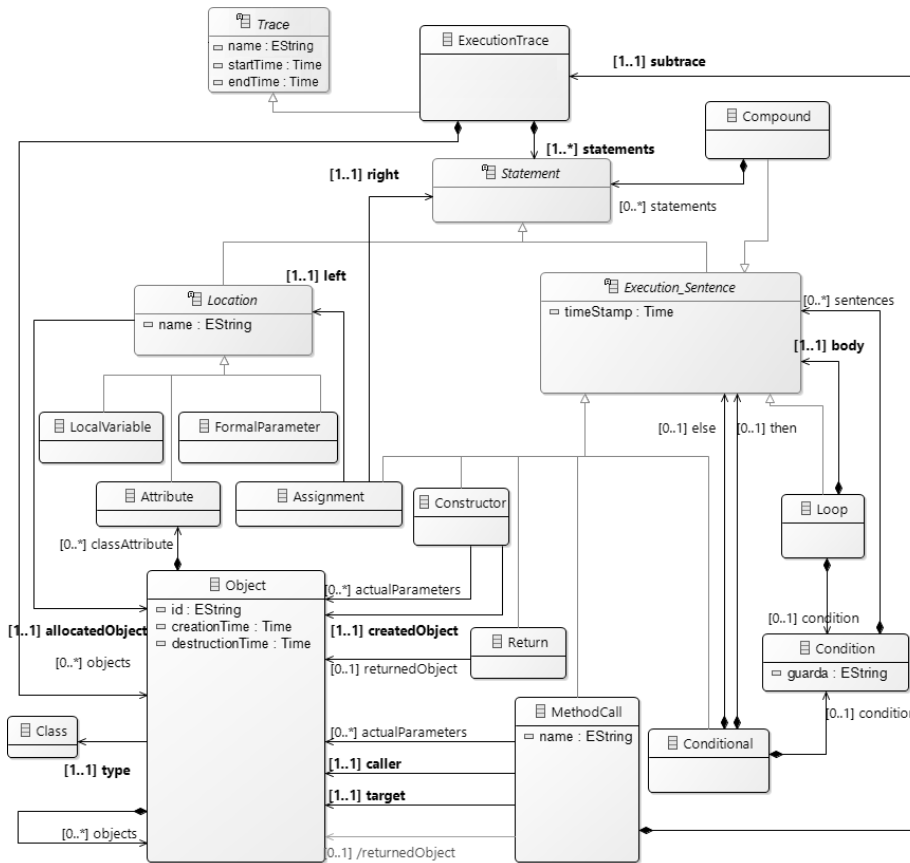 Trace
name : EString
startTime : Time
endTime : Time
ExecutionTrace
[1..1] subtrace
Compound
[1..*] statements
[1..1] right
Statement
[0..*] statements
[1..1] left
Location
name : EString
Execution_Sentence
timeStamp : Time
[0..*] sentences
[1..1] body
LocalVariable
FormalParameter
[0..1] else
[0..1] then
Attribute
Assignment
Constructor
Loop
[0..*] classAttribute
Object
id : EString
creationTime : Time
destructionTime : Time
[0..*] actualParameters
[1..1] allocatedObject
[1..1] createdObject
[0..1] condition
[0..*] objects
[0..1] returnedObject
Return
Condition
guarda : EString
Class
[1..1] type
[0..*] actualParameters
MethodCall
name : EString
[0..1] condition
Conditional
[1..1] caller
[1..1] target
[0..*] objects
[0..1] /returnedObject